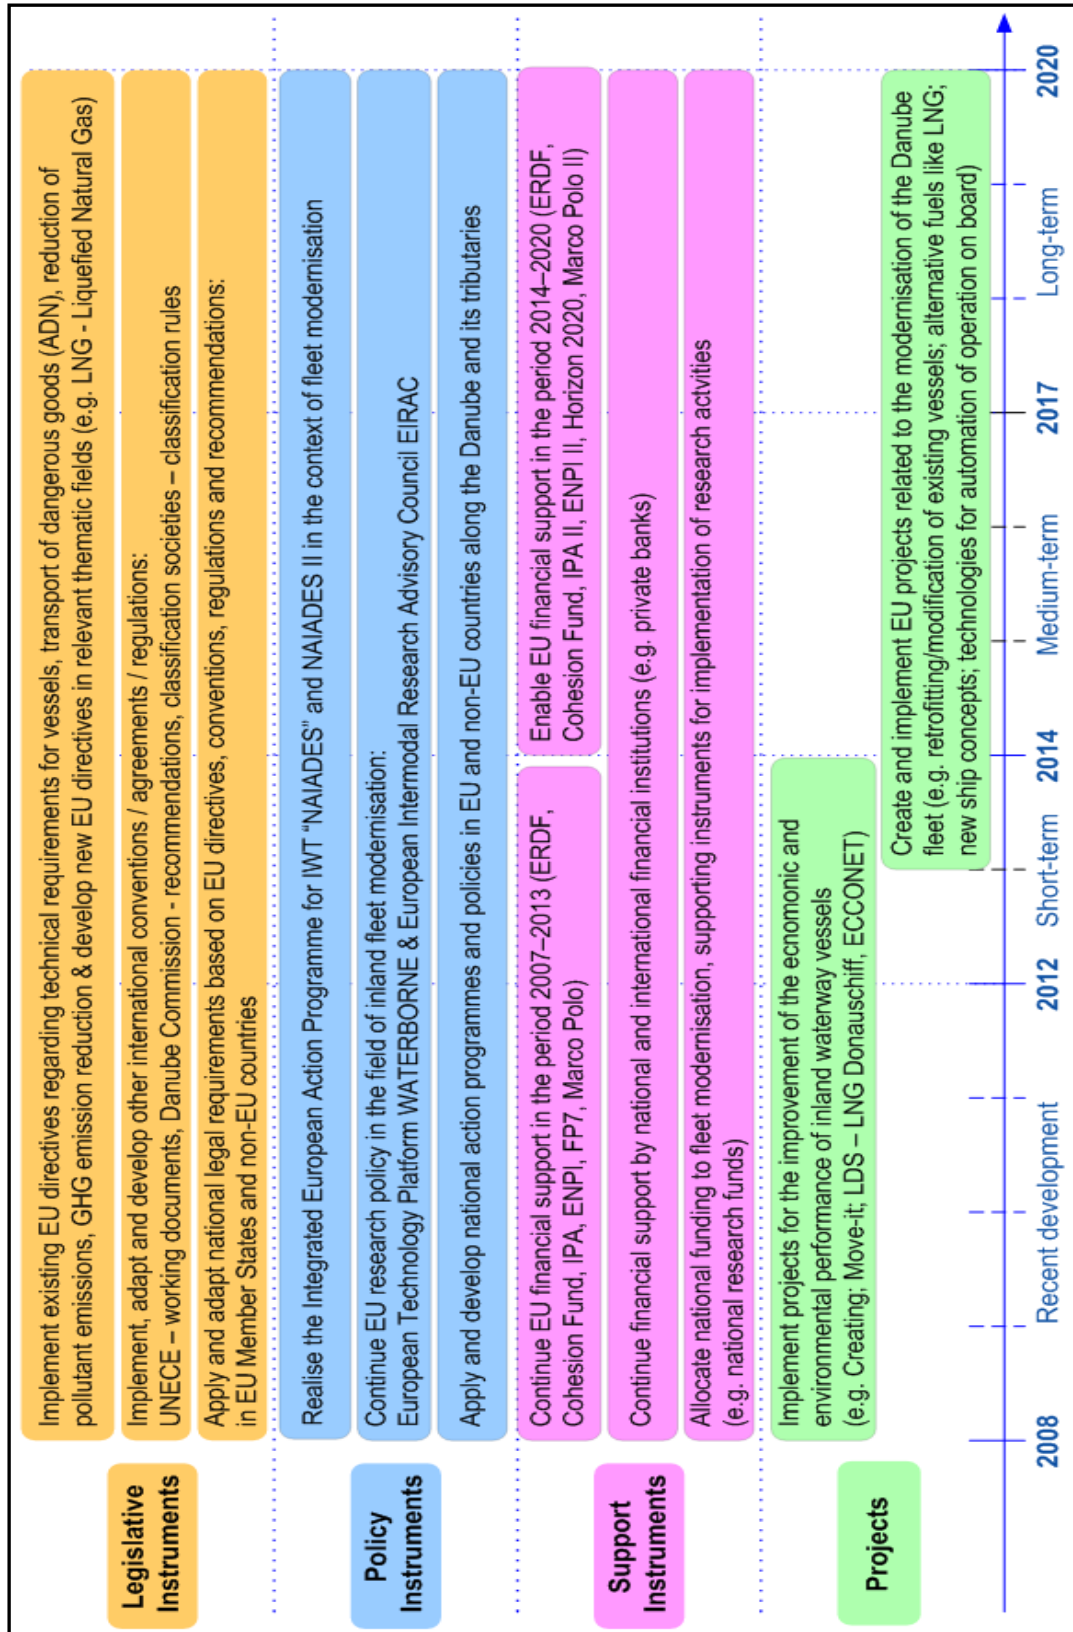 Legislative
Instruments
Implement existing EU directives regarding technical requirements for vessels, transport of dangerous goods (ADN), reduction of
pollutant emissions, GHG emission reduction & develop new EU directives in relevant thematic fields (e.g. LNG - Liquefied Natural Gas)
Implement, adapt and develop other international conventions / agreements / regulations:
UNECE – working documents, Danube Commission - recommendations, classification societies – classification rules
Apply and adapt national legal requirements based on EU directives, conventions, regulations and recommendations:
in EU Member States and non-EU countries
Policy
Instruments
Realise the Integrated European Action Programme for IWT “NAIADES” and NAIADES II in the context of fleet modernisation
Continue EU research policy in the field of inland fleet modernisation:
European Technology Platform WATERBORNE & European Intermodal Research Advisory Council EIRAC
Apply and develop national action programmes and policies in EU and non-EU countries along the Danube and its tributaries
Support
Instruments
Continue EU financial support in the period 2007–2013 (ERDF,
Cohesion Fund, IPA, ENPI, FP7, Marco Polo)
Enable EU financial support in the period 2014–2020 (ERDF,
Cohesion Fund, IPA II, ENPI II, Horizon 2020, Marco Polo II)
Continue financial support by national and international financial institutions (e.g. private banks)
Allocate national funding to fleet modernisation, supporting instruments for implementation of research actvities
(e.g. national research funds)
Projects
Implement projects for the improvement of the economic and
environmental performance of inland waterway vessels
(e.g. Creating; Move-it; LDS – LNG Donauschiff, ECCONET)
Create and implement EU projects related to the modernisation of the Danube
fleet (e.g. retrofitting/modification of existing vessels; alternative fuels like LNG;
new ship concepts; technologies for automation of operation on board)
2008
Recent development
2012
Short-term
2014
Medium-term
2017
Long-term
2020